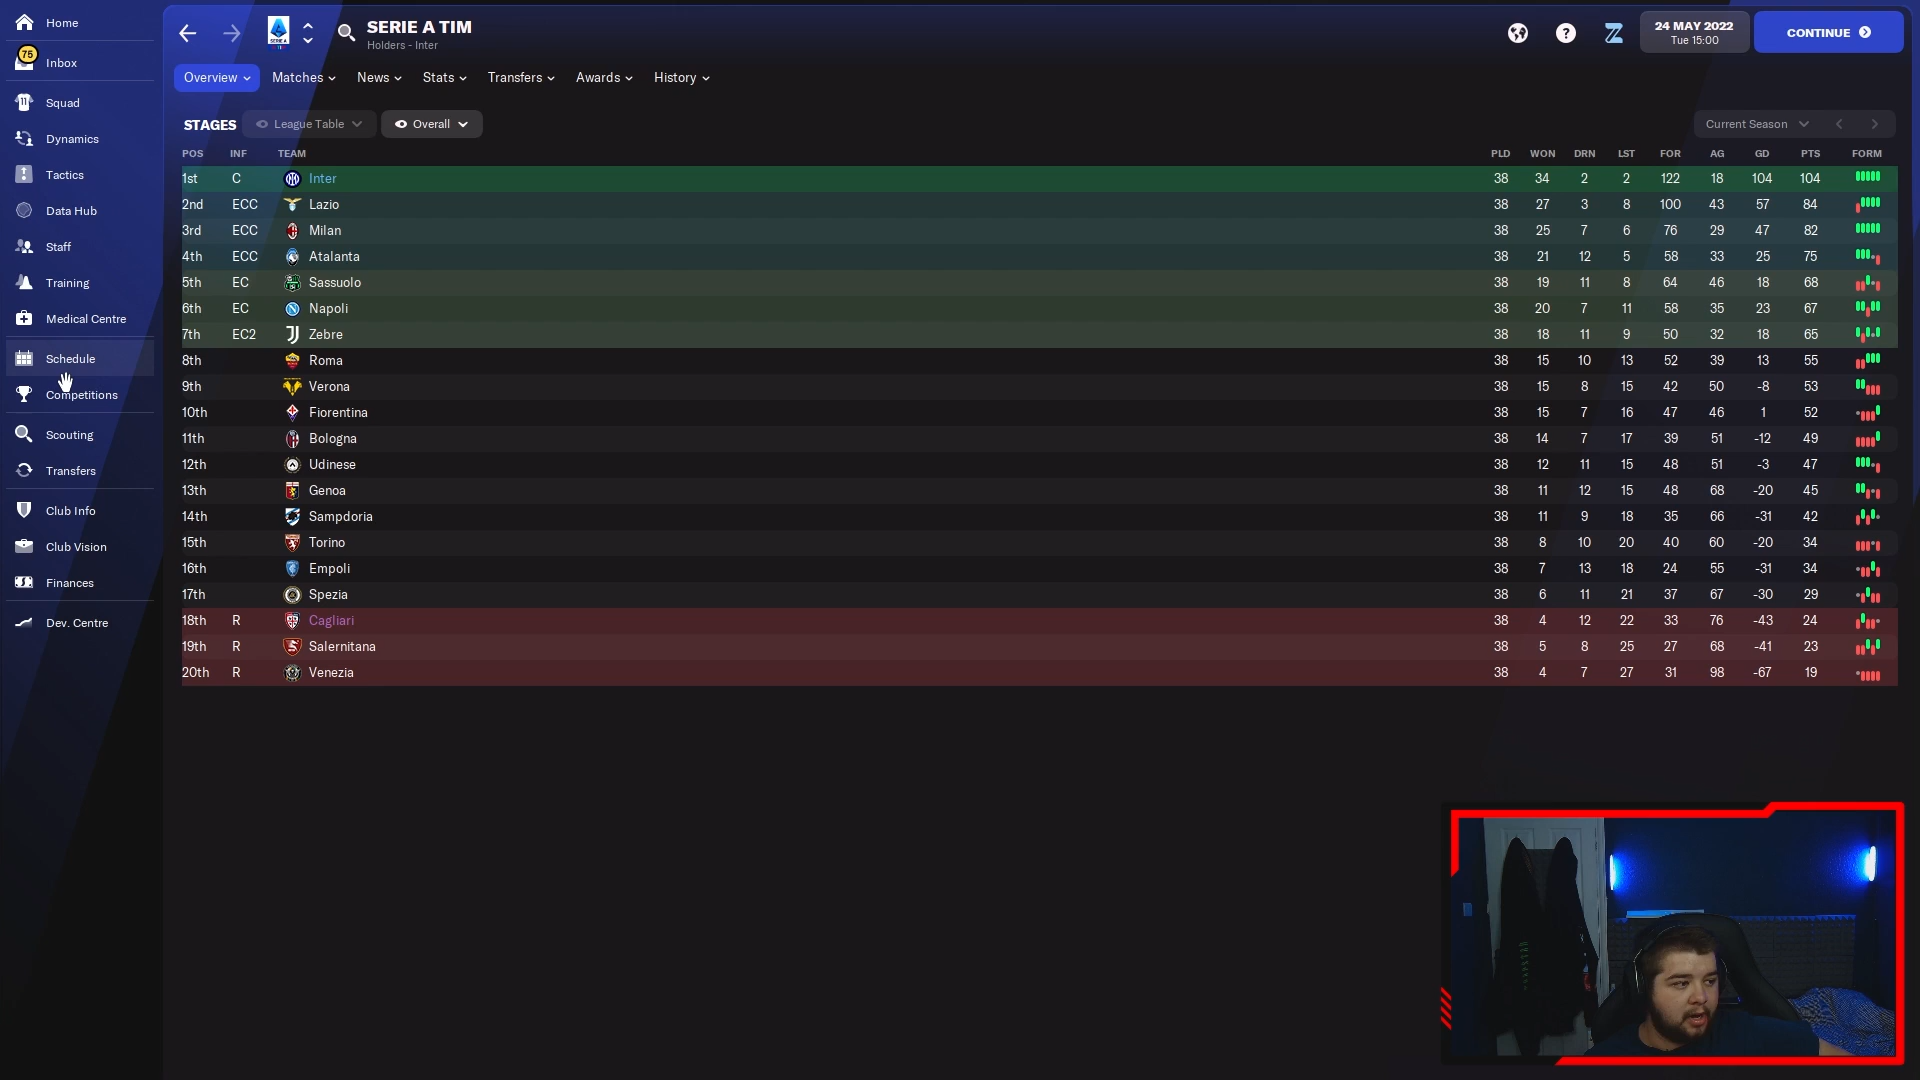 Home
75
Inbox
Squad
Dynamics
Tactics
Data Hub
Staff
Training
Medical Centre
Schedule
Competitions
Scouting
Transfers
Club Info
Club Vision
Finances
Dev. Centre
SERIE A TIM
Holders - Inter
24 MAY 2022
Tue 15:00
CONTINUE
Overview Matches News Stats Transfers Awards History
STAGES League Table Overall Current Season
POS INF TEAM PLD WON DRN LST FOR AG GD PTS FORM
1st C Inter 38 34 2 2 122 18 104 104
2nd ECC Lazio 38 27 3 8 100 43 57 84
3rd ECC Milan 38 25 7 6 76 29 47 82
4th ECC Atalanta 38 21 12 5 58 33 25 75
5th EC Sassuolo 38 19 11 8 64 46 18 68
6th EC Napoli 38 20 7 11 58 35 23 67
7th EC2 Zebre 38 18 11 9 50 32 18 65
8th Roma 38 15 10 13 52 39 13 55
9th Verona 38 15 8 15 42 50 -8 53
10th Fiorentina 38 15 7 16 47 46 1 52
11th Bologna 38 14 7 17 39 51 -12 49
12th Udinese 38 12 11 15 48 51 -3 47
13th Genoa 38 11 12 15 48 68 -20 45
14th Sampdoria 38 11 9 18 35 66 -31 42
15th Torino 38 8 10 20 40 60 -20 34
16th Empoli 38 7 13 18 24 55 -31 34
17th Spezia 38 6 11 21 37 67 -30 29
18th R Cagliari 38 4 12 22 33 76 -43 24
19th R Salernitana 38 5 8 25 27 68 -41 23
20th R Venezia 38 4 7 27 31 98 -67 19